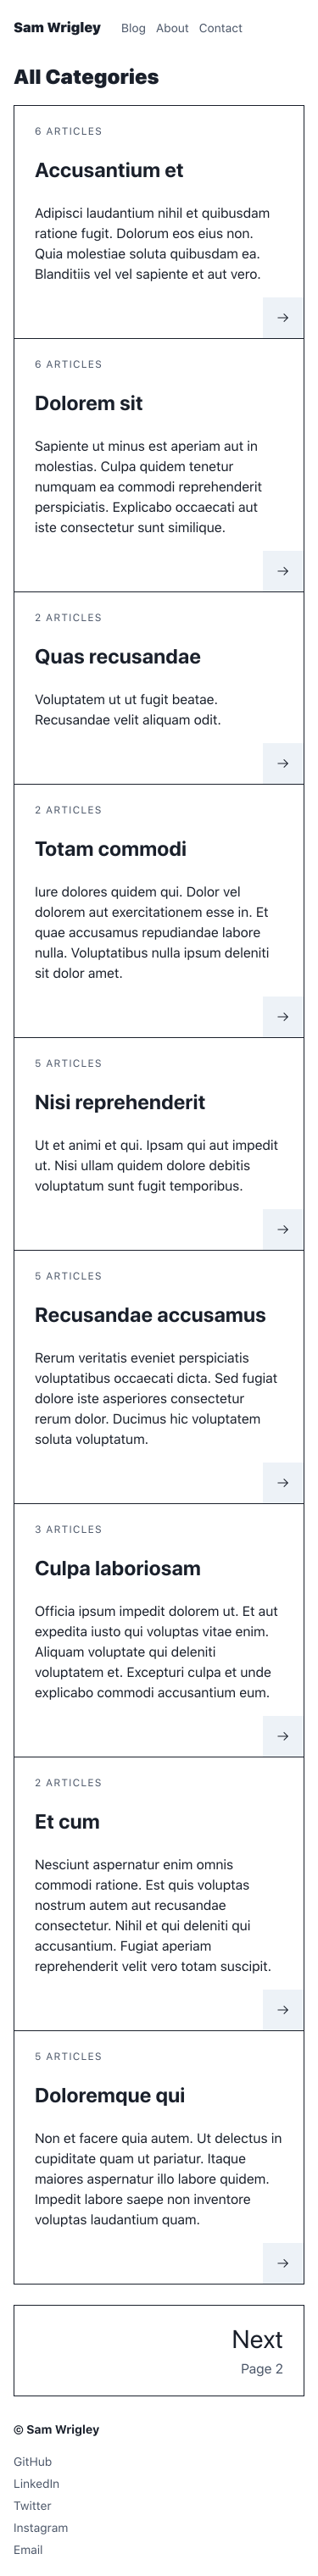 Sam Wrigley Blog About Contact
All Categories
6 ARTICLES
Accusantium et
Adipisci laudantium nihil et quibusdam
ratione fugit. Dolorum eos eius non.
Quia molestiae soluta quibusdam ea.
Blanditiis vel vel sapiente et aut vero.
→
6 ARTICLES
Dolorem sit
Sapiente ut minus est aperiam aut in
molestias. Culpa quidem tenetur
numquam ea commodi reprehenderit
perspiciatis. Explicabo occaecati aut
iste consectetur sunt similique.
→
2 ARTICLES
Quas recusandae
Voluptatem ut ut fugit beatae.
Recusandae velit aliquam odit.
→
2 ARTICLES
Totam commodi
Iure dolores quidem qui. Dolor vel
dolorem aut exercitationem esse in. Et
quae accusamus repudiandae labore
nulla. Voluptatibus nulla ipsum deleniti
sit dolor amet.
→
5 ARTICLES
Nisi reprehenderit
Ut et animi et qui. Ipsam qui aut impedit
ut. Nisi ullam quidem dolore debitis
voluptatum sunt fugit temporibus.
→
5 ARTICLES
Recusandae accusamus
Rerum veritatis eveniet perspiciatis
voluptatibus occaecati dicta. Sed fugiat
dolore iste asperiores consectetur
rerum dolor. Ducimus hic voluptatem
soluta voluptatum.
→
3 ARTICLES
Culpa laboriosam
Officia ipsum impedit dolorem ut. Et aut
expedita iusto qui voluptas vitae enim.
Aliquam voluptate qui deleniti
voluptatem et. Excepturi culpa et unde
explicabo commodi accusantium eum.
→
2 ARTICLES
Et cum
Nesciunt aspernatur enim omnis
commodi ratione. Est quis voluptas
nostrum autem aut recusandae
consectetur. Nihil et qui deleniti qui
accusantium. Fugiat aperiam
reprehenderit velit vero totam suscipit.
→
5 ARTICLES
Doloremque qui
Non et facere quia autem. Ut delectus in
cupiditate quam ut pariatur. Itaque
maiores aspernatur illo labore quidem.
Impedit labore saepe non inventore
voluptas laudantium quam.
→
Next
Page 2
© Sam Wrigley
GitHub
LinkedIn
Twitter
Instagram
Email